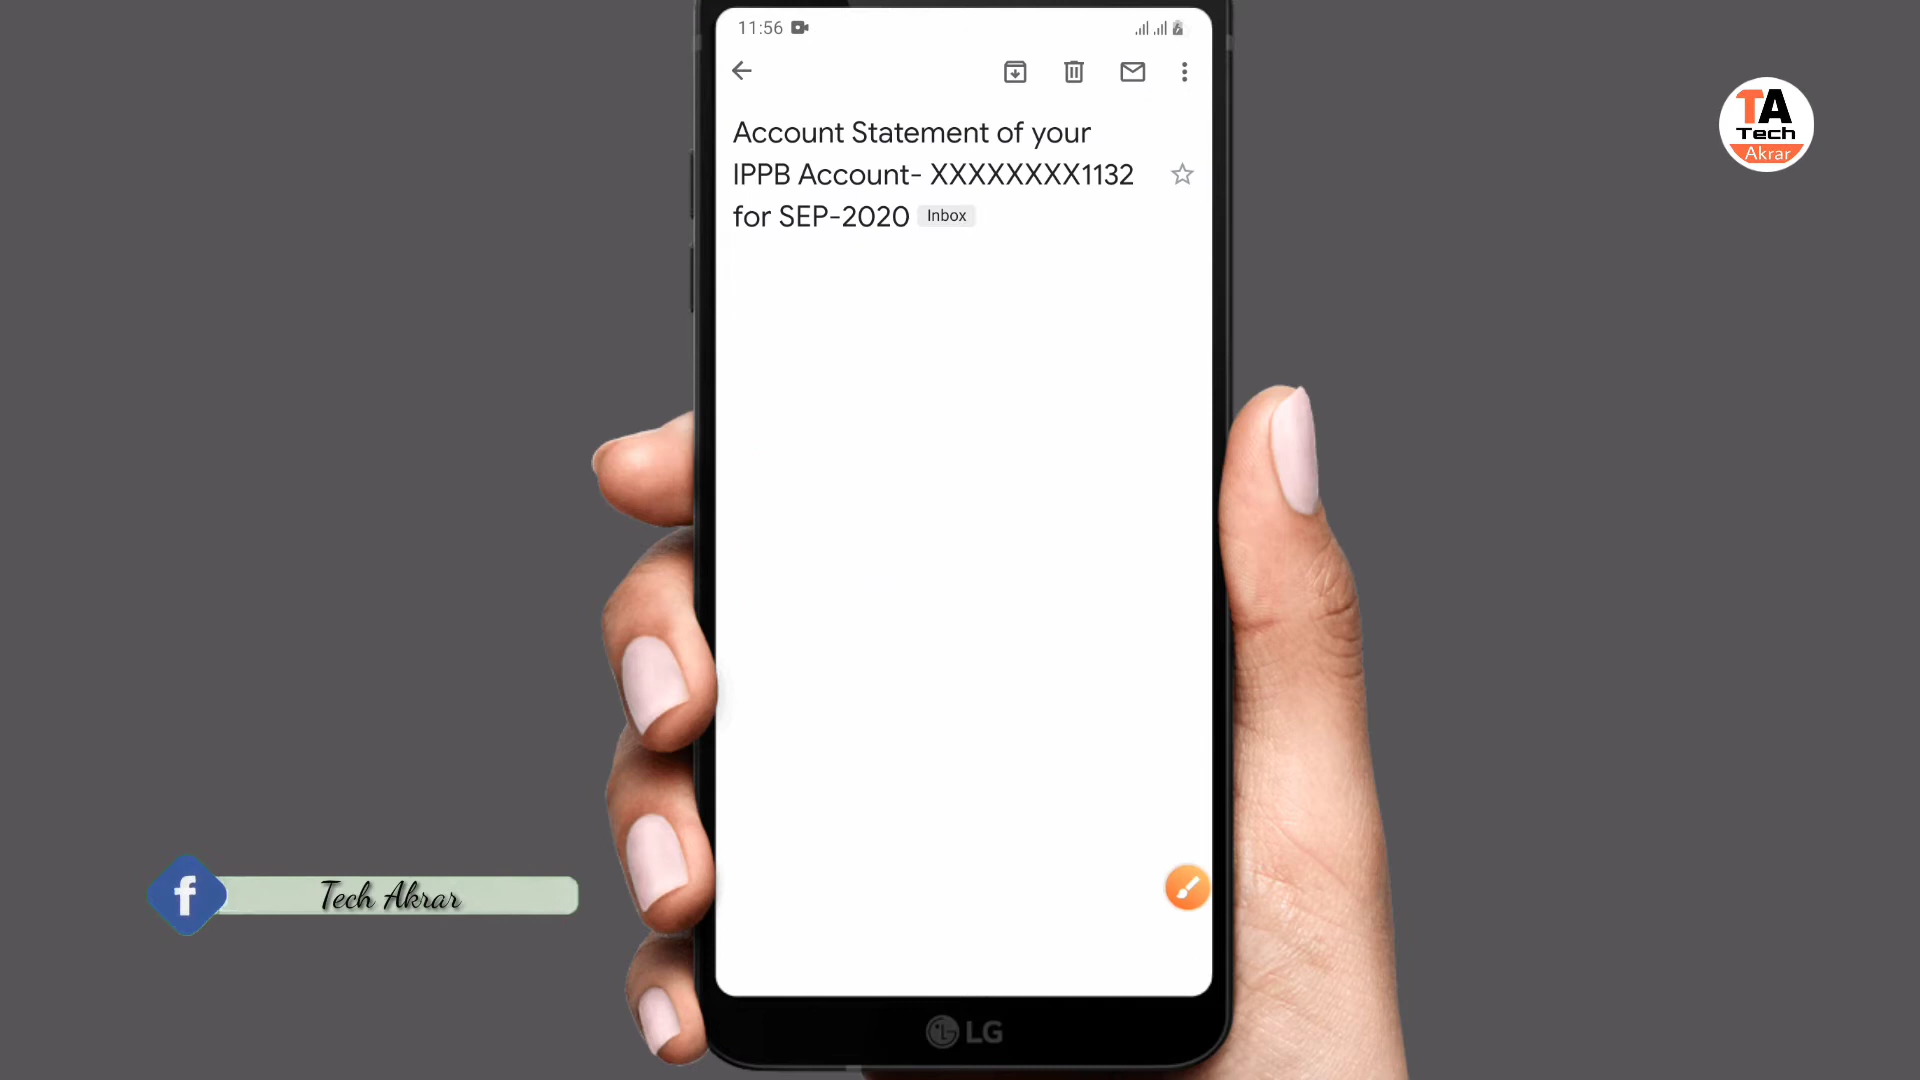 11:56
Account Statement of your
IPPB Account- XXXXXXXX1132
for SEP-2020 Inbox
TA
Tech
Akrar
f Tech Akrar
LG